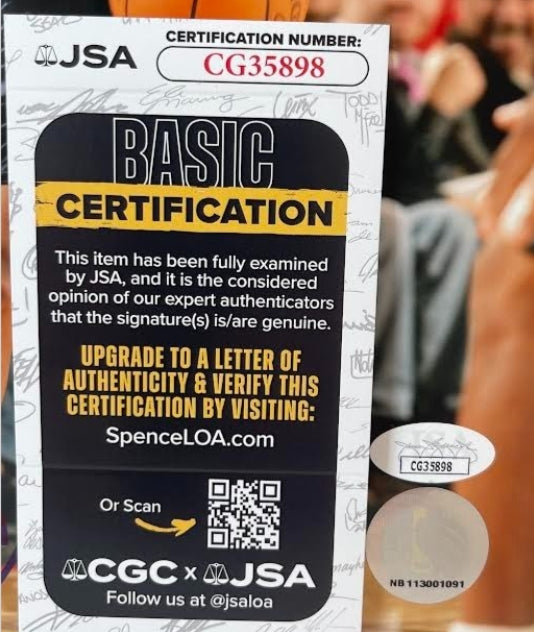 JSA
CERTIFICATION NUMBER:
CG35898
BASIC
CERTIFICATION
This item has been fully examined
by JSA, and it is the considered
opinion of our expert authenticators
that the signature(s) is/are genuine.
UPGRADE TO A LETTER OF
AUTHENTICITY & VERIFY THIS
CERTIFICATION BY VISITING:
SpenceLOA.com
Or Scan
CGC x JSA
Follow us at @jsaloa
CG35898
NB 113001091